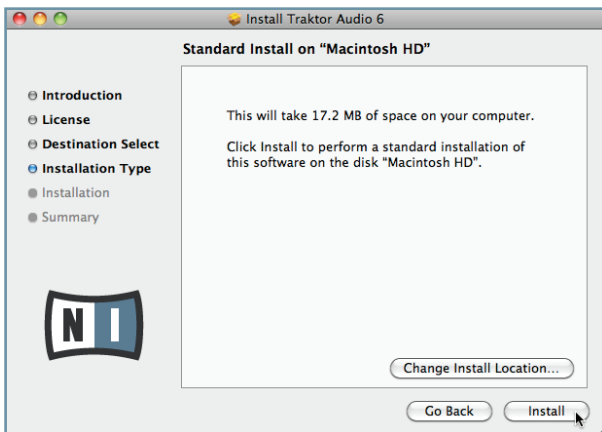 Install Traktor Audio 6
Standard Install on “Macintosh HD”
Introduction
License
Destination Select
Installation Type
Installation
Summary
This will take 17.2 MB of space on your computer.
Click Install to perform a standard installation of
this software on the disk “Macintosh HD”.
NI
Change Install Location...
Go Back
Install